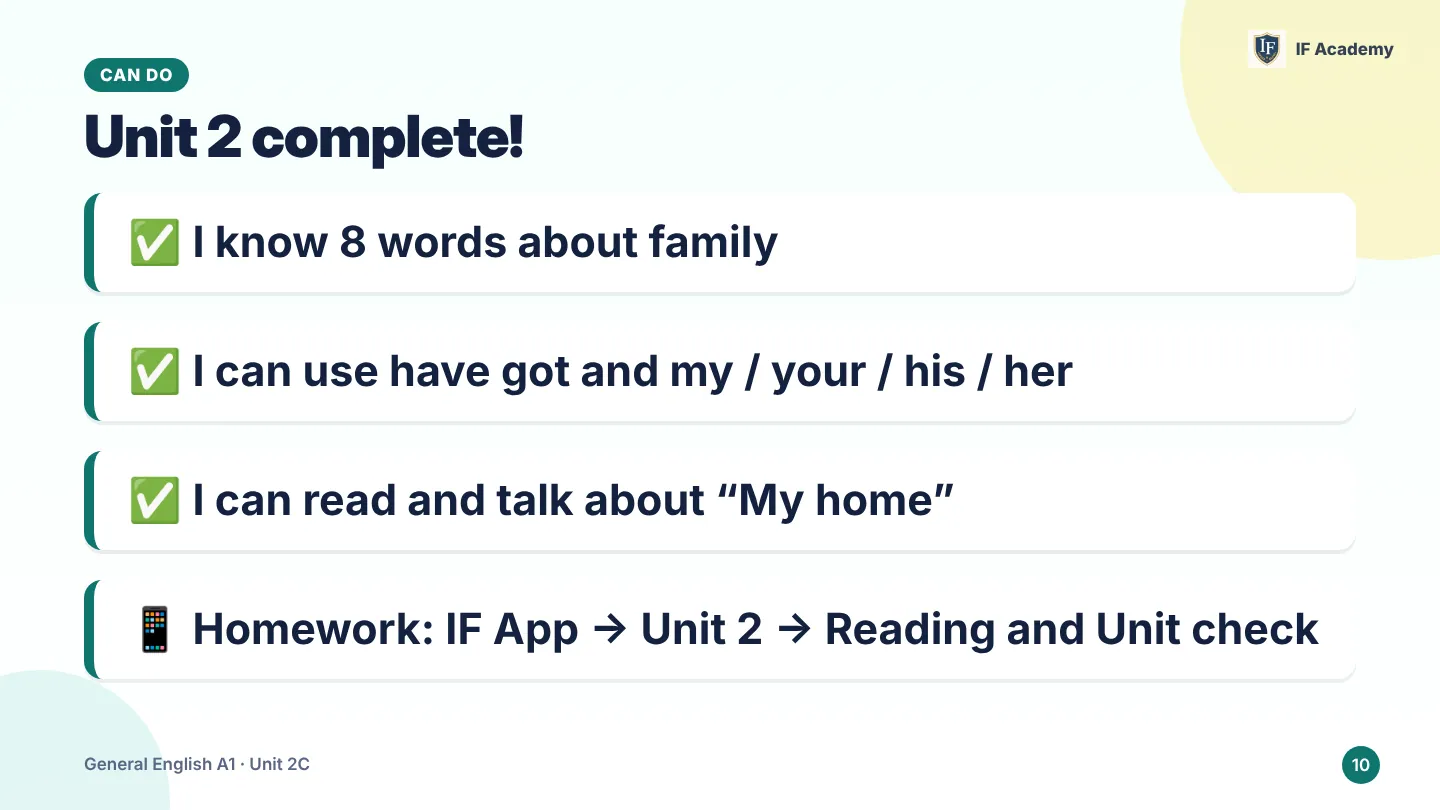 IF Academy
CAN DO
Unit 2 complete!
✅ I know 8 words about family
✅ I can use have got and my / your / his / her
✅ I can read and talk about “My home”
📱 Homework: IF App → Unit 2 → Reading and Unit check
General English A1 · Unit 2C
10